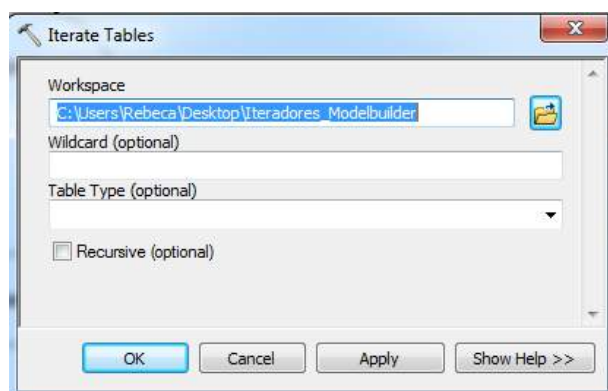 Iterate Tables
Workspace
C:\Users\Rebeca\Desktop\Iteradores_Modelbuilder
Wildcard (optional)
Table Type (optional)
Recursive (optional)
OK Cancel Apply Show Help >>